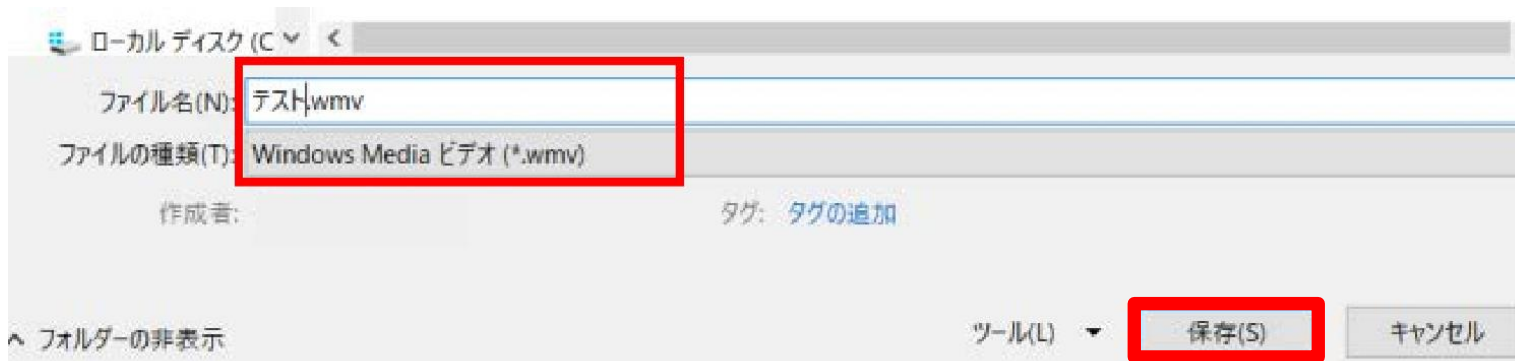 ローカル ディスク (C
ファイル名(N): テスト.wmv
ファイルの種類(T): Windows Media ビデオ (*.wmv)
作成者: タグ: タグの追加
フォルダーの非表示 ツール(L) 保存(S) キャンセル